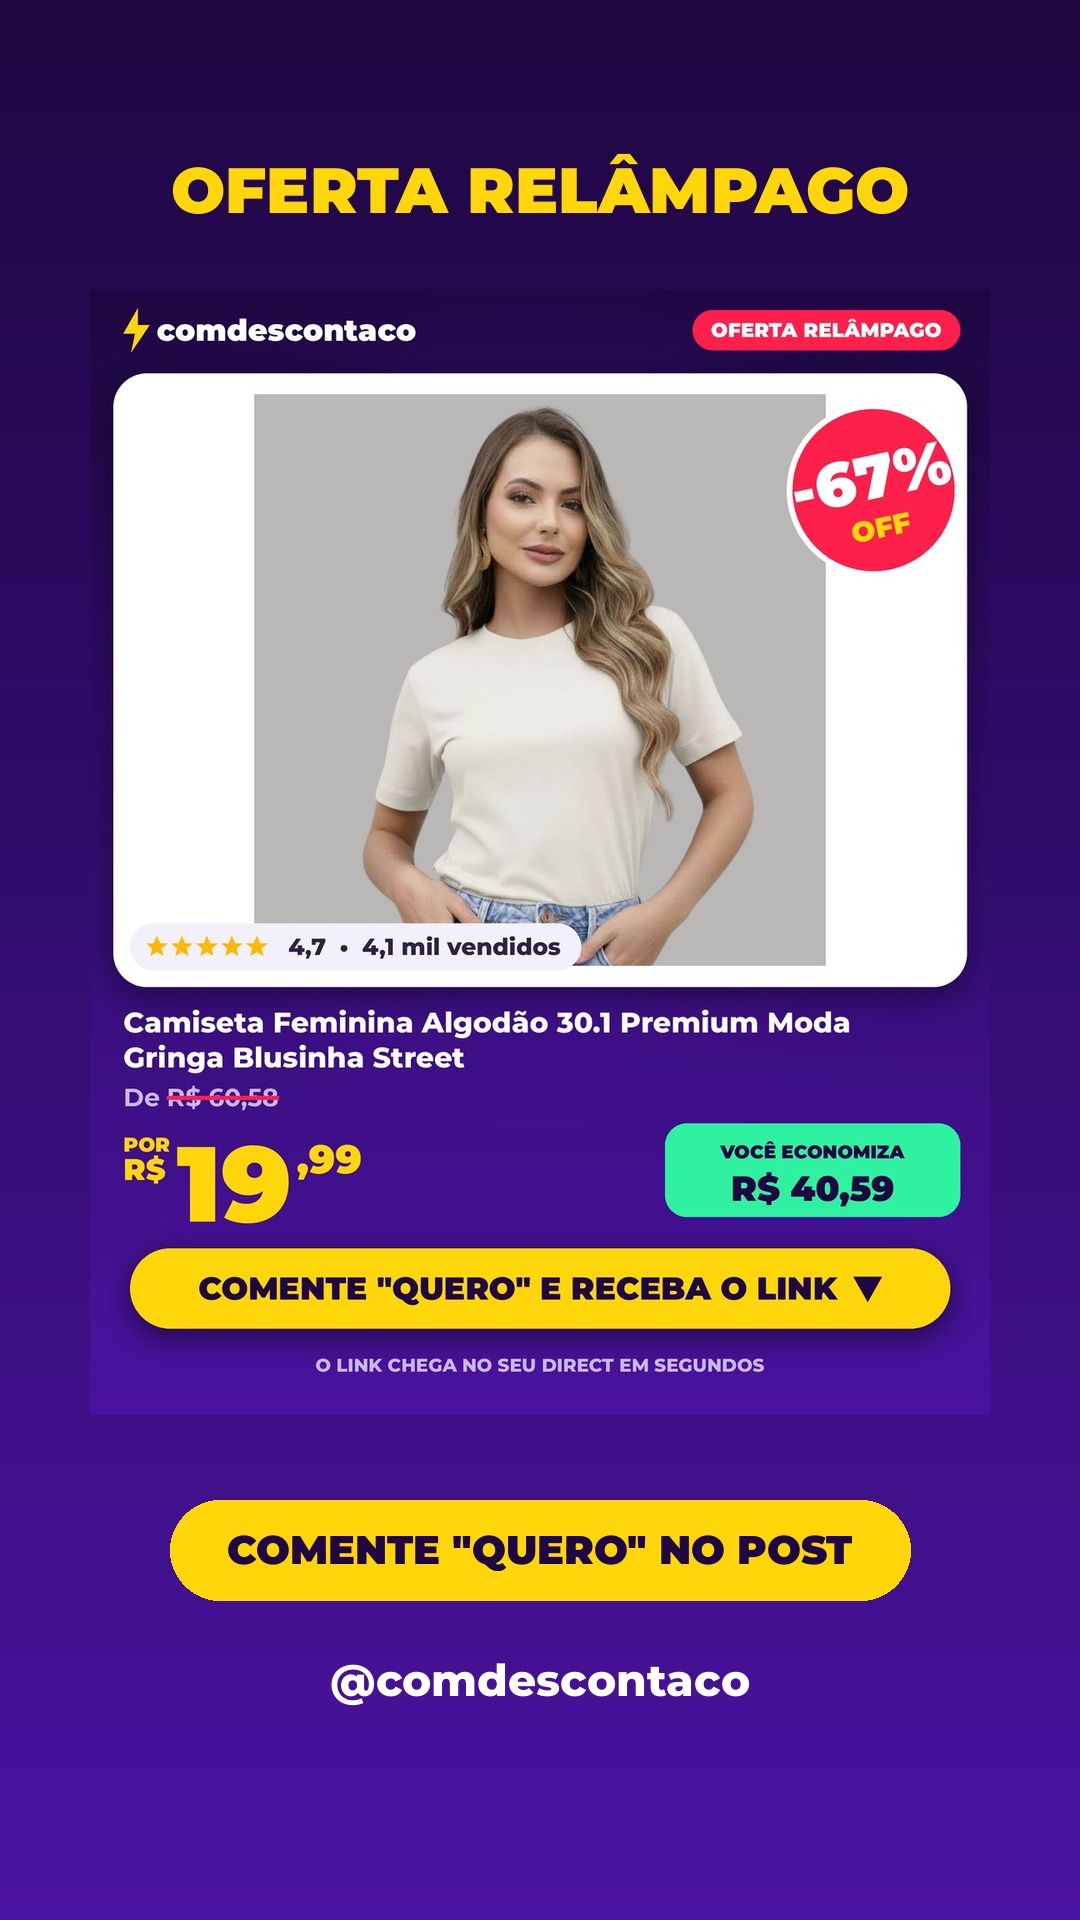 OFERTA RELÂMPAGO
comdescontaco
OFERTA RELÂMPAGO
-67%
OFF
4,7 • 4,1 mil vendidos
Camiseta Feminina Algodão 30.1 Premium Moda
Gringa Blusinha Street
De R$ 60,58
POR
R$ 19,99
VOCÊ ECONOMIZA
R$ 40,59
COMENTE "QUERO" E RECEBA O LINK ▼
O LINK CHEGA NO SEU DIRECT EM SEGUNDOS
COMENTE "QUERO" NO POST
@comdescontaco